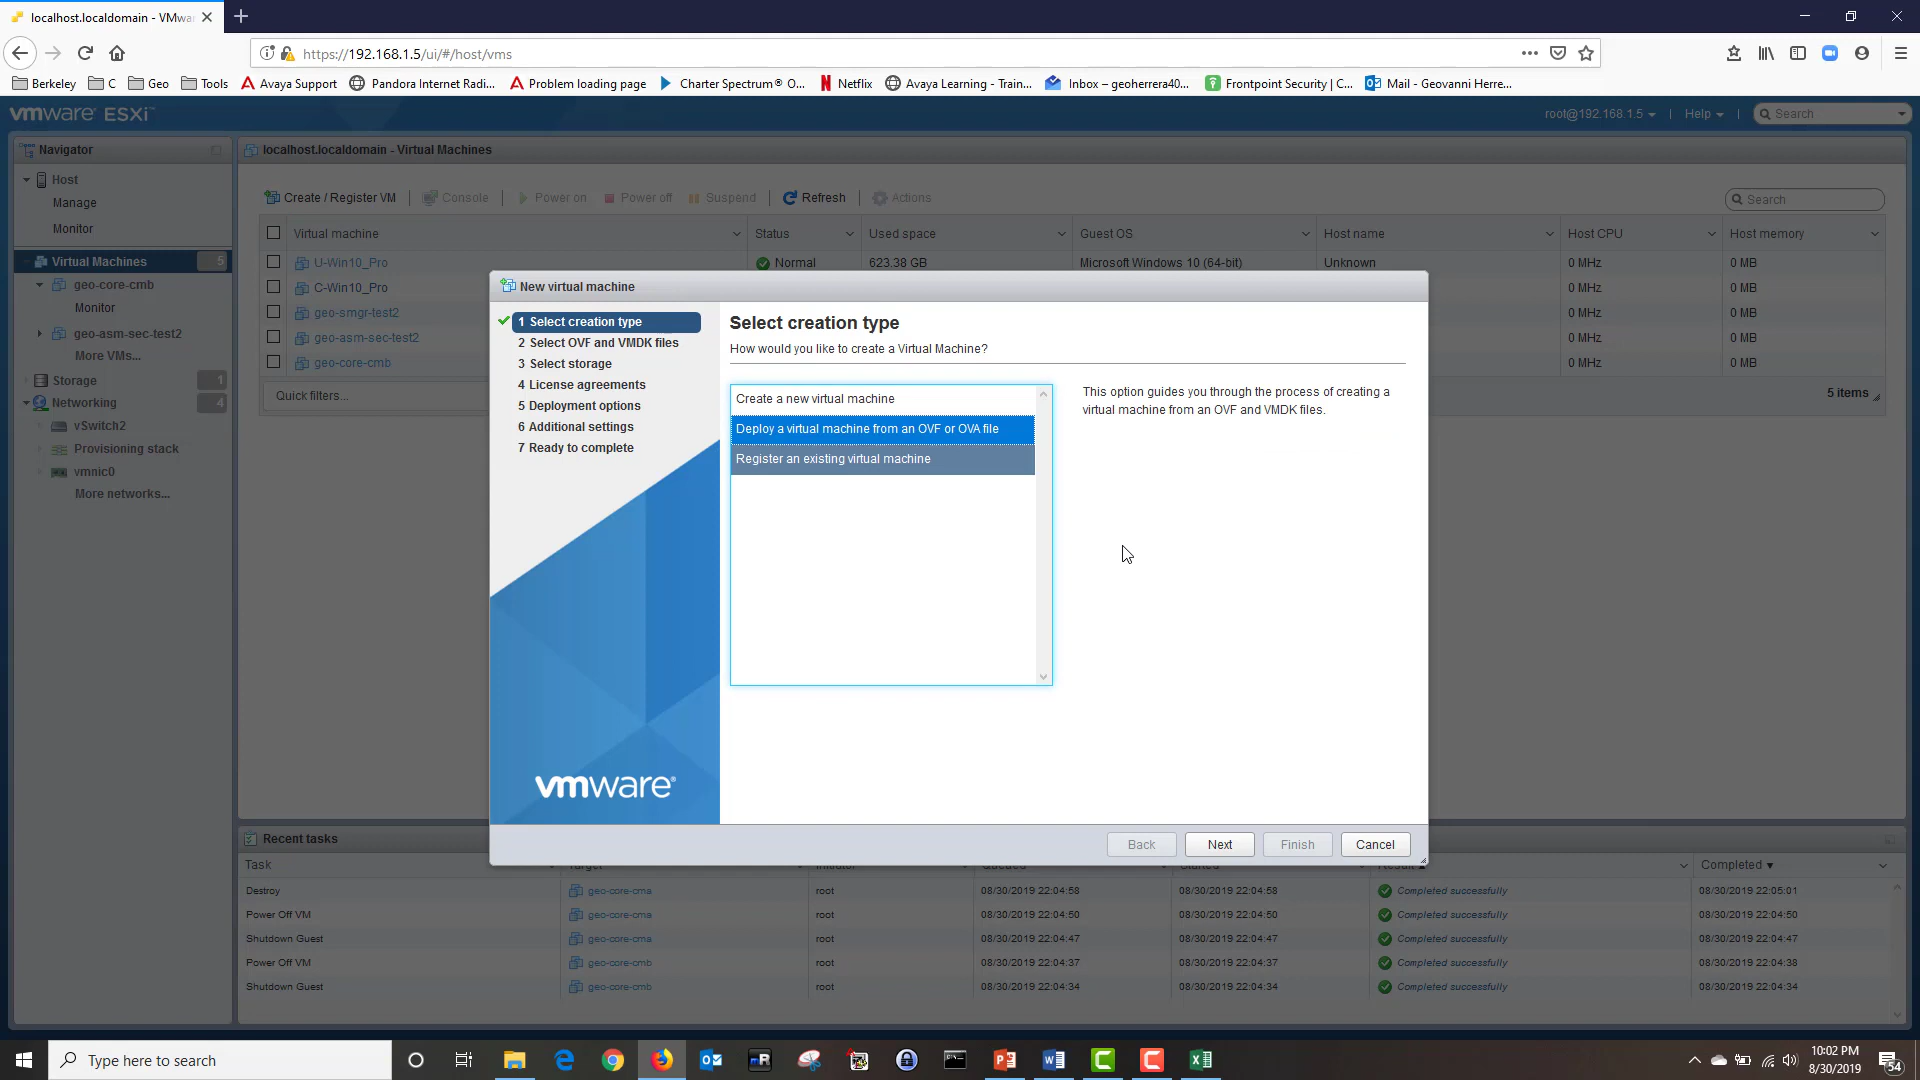 localhost.localdomain - VMwa
https://192.168.1.5/ui/#/host/vms
Berkeley
C
Geo
Tools
Avaya Support
Pandora Internet Radi...
Problem loading page
Charter Spectrum® O...
Netflix
Avaya Learning - Train...
Inbox – geoherrera40...
Frontpoint Security | C...
Mail - Geovanni Herre...
vmware ESXi™
root@192.168.1.5
Help
Search
Navigator
Host
Manage
Monitor
Virtual Machines 5
geo-core-cmb
Monitor
geo-asm-sec-test2
More VMs...
Storage 1
Networking 4
vSwitch2
Provisioning stack
vmnic0
More networks...
localhost.localdomain - Virtual Machines
Create / Register VM
Console
Power on
Power off
Suspend
Refresh
Actions
Search
Virtual machine Status Used space Guest OS Host name Host CPU Host memory
U-Win10_Pro Normal 623.38 GB Microsoft Windows 10 (64-bit) Unknown 0 MHz 0 MB
C-Win10_Pro 0 MHz 0 MB
geo-smgr-test2 0 MHz 0 MB
geo-asm-sec-test2 0 MHz 0 MB
geo-core-cmb 0 MHz 0 MB
Quick filters...
5 items
New virtual machine
1 Select creation type
2 Select OVF and VMDK files
3 Select storage
4 License agreements
5 Deployment options
6 Additional settings
7 Ready to complete
vmware®
Select creation type
How would you like to create a Virtual Machine?
Create a new virtual machine
Deploy a virtual machine from an OVF or OVA file
Register an existing virtual machine
This option guides you through the process of creating a
virtual machine from an OVF and VMDK files.
Back
Next
Finish
Cancel
Recent tasks
Task Target Initiator Queued Started Result Completed
Destroy geo-core-cma root 08/30/2019 22:04:58 08/30/2019 22:04:58 Completed successfully 08/30/2019 22:05:01
Power Off VM geo-core-cma root 08/30/2019 22:04:50 08/30/2019 22:04:50 Completed successfully 08/30/2019 22:04:50
Shutdown Guest geo-core-cma root 08/30/2019 22:04:47 08/30/2019 22:04:47 Completed successfully 08/30/2019 22:04:47
Power Off VM geo-core-cmb root 08/30/2019 22:04:37 08/30/2019 22:04:37 Completed successfully 08/30/2019 22:04:38
Shutdown Guest geo-core-cmb root 08/30/2019 22:04:34 08/30/2019 22:04:34 Completed successfully 08/30/2019 22:04:34
Type here to search
10:02 PM
8/30/2019
54